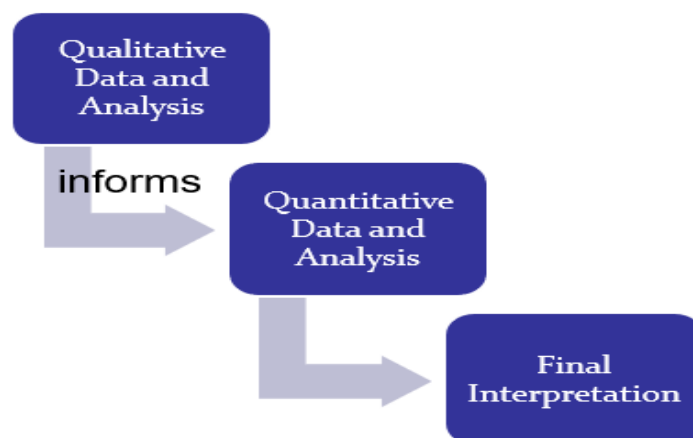 Qualitative
Data and
Analysis
informs
Quantitative
Data and
Analysis
Final
Interpretation